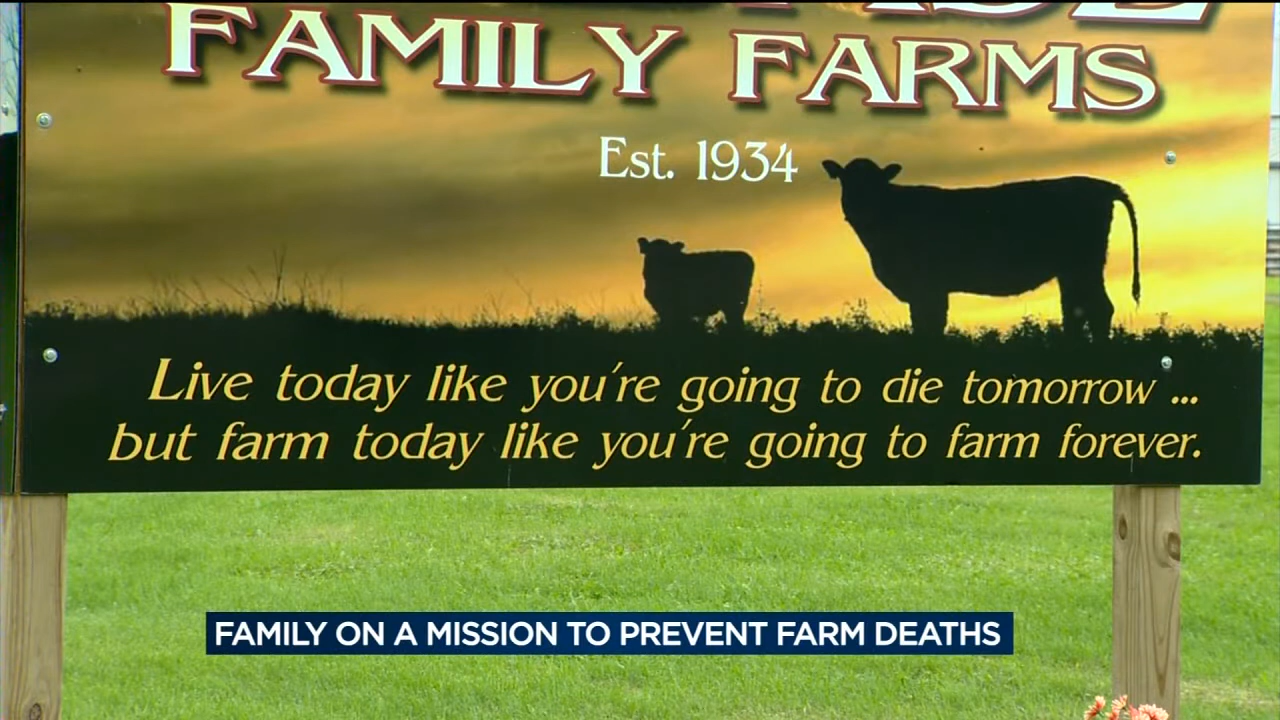 FAMILY FARMS
Est. 1934
Live today like you're going to die tomorrow ...
but farm today like you're going to farm forever.
FAMILY ON A MISSION TO PREVENT FARM DEATHS